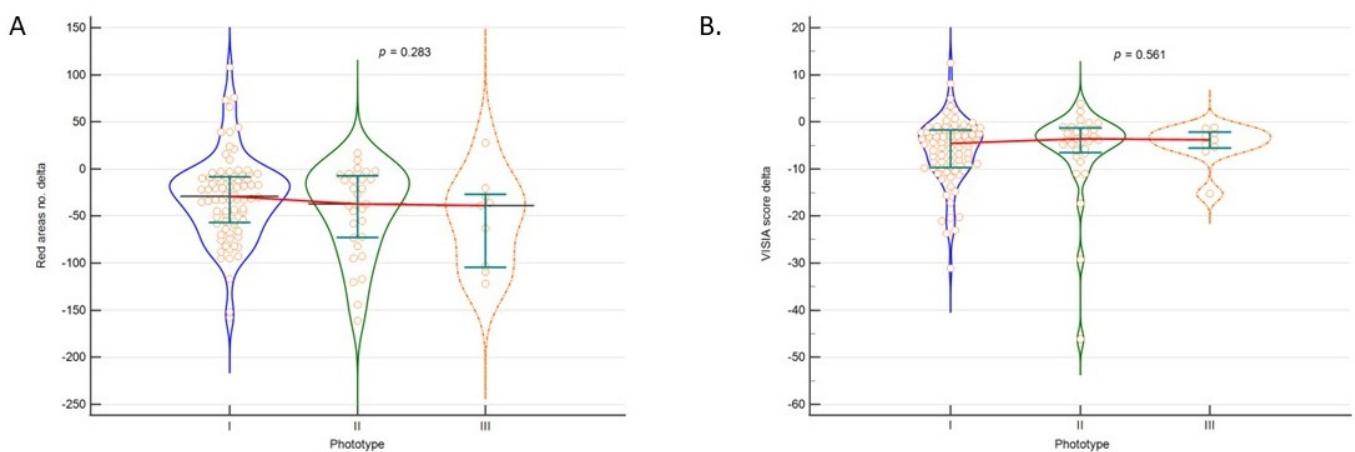 A
150
100
50
0
-50
-100
-150
-200
-250
Red areas no. delta
p = 0.283
I II III
Phototype
B.
20
10
0
-10
-20
-30
-40
-50
-60
VISIA score delta
p = 0.561
I II III
Phototype